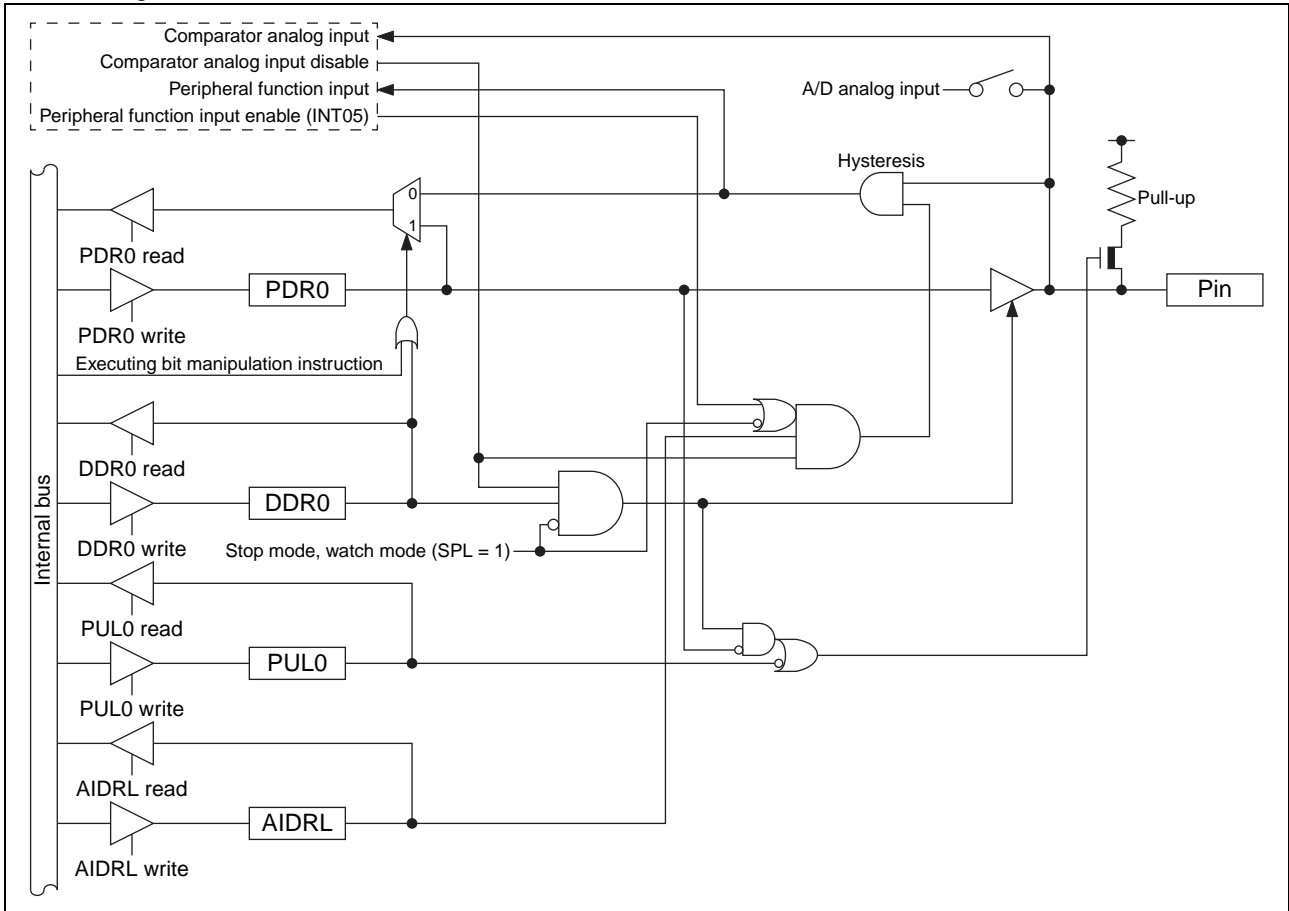 Comparator analog input
Comparator analog input disable
Peripheral function input
Peripheral function input enable (INT05)
A/D analog input
Hysteresis
Pull-up
0
1
PDR0 read
PDR0
Pin
PDR0 write
Executing bit manipulation instruction
DDR0 read
DDR0
DDR0 write
Stop mode, watch mode (SPL = 1)
Internal bus
PUL0 read
PUL0
PUL0 write
AIDRL read
AIDRL
AIDRL write